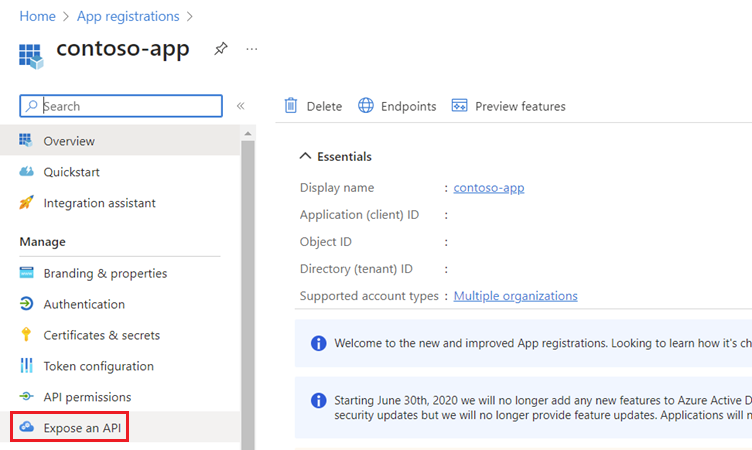 Home > App registrations >
contoso-app
Search
Delete Endpoints Preview features
Overview
Quickstart
Integration assistant
Manage
Branding & properties
Authentication
Certificates & secrets
Token configuration
API permissions
Expose an API
Essentials
Display name : contoso-app
Application (client) ID :
Object ID :
Directory (tenant) ID :
Supported account types : Multiple organizations
Welcome to the new and improved App registrations. Looking to learn how it's ch
Starting June 30th, 2020 we will no longer add any new features to Azure Active D
security updates but we will no longer provide feature updates. Applications will n